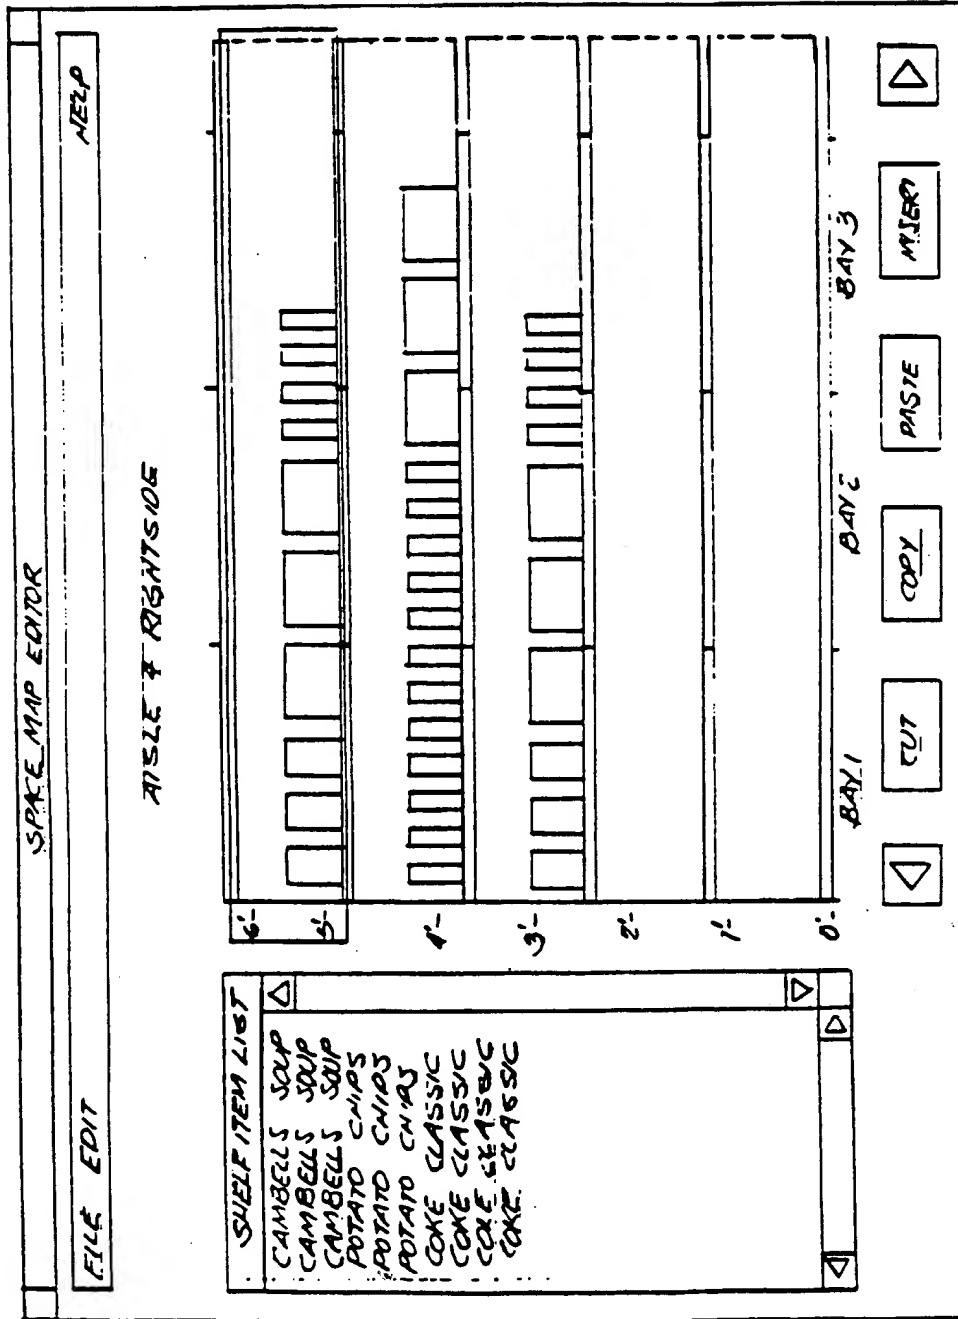 SPACE MAP EDITOR
FILE EDIT HELP
AISLE 4 RIGHTSIDE
SHELF ITEM LIST
CAMBELLS SOUP
CAMBELLS SOUP
CAMBELLS SOUP
POTATO CHIPS
POTATO CHIPS
POTATO CHIPS
COKE CLASSIC
COKE CLASSIC
COKE CLASSIC
COKE CLASSIC
6'-
5'-
4'-
3'-
2'-
1'-
0'-
BAY 1 BAY 2 BAY 3
CUT COPY PASTE INSERT